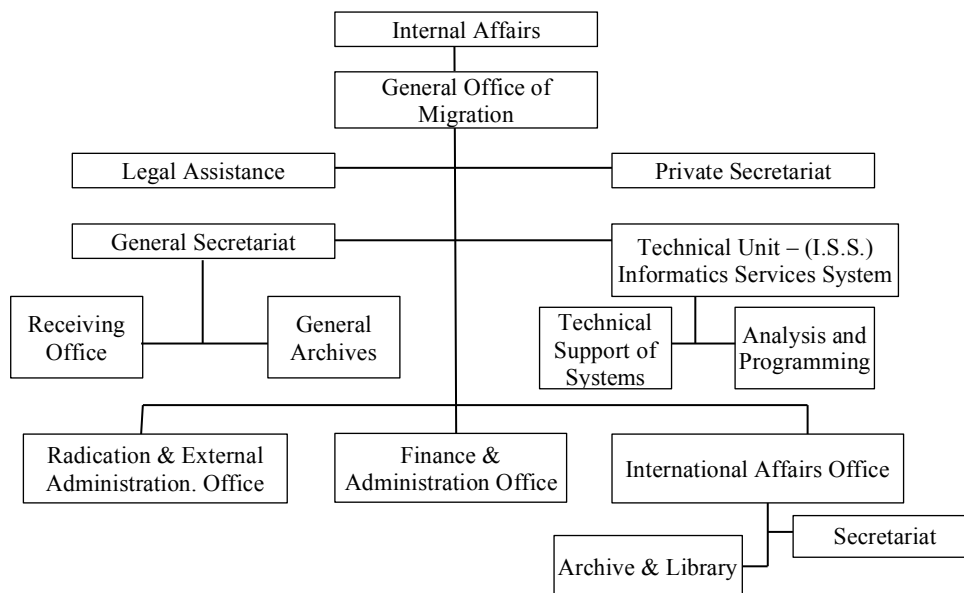 Internal Affairs
General Office of
Migration
Legal Assistance
Private Secretariat
General Secretariat
Technical Unit – (I.S.S.)
Informatics Services System
Receiving
Office
General
Archives
Technical
Support of
Systems
Analysis and
Programming
Radication & External
Administration. Office
Finance &
Administration Office
International Affairs Office
Secretariat
Archive & Library